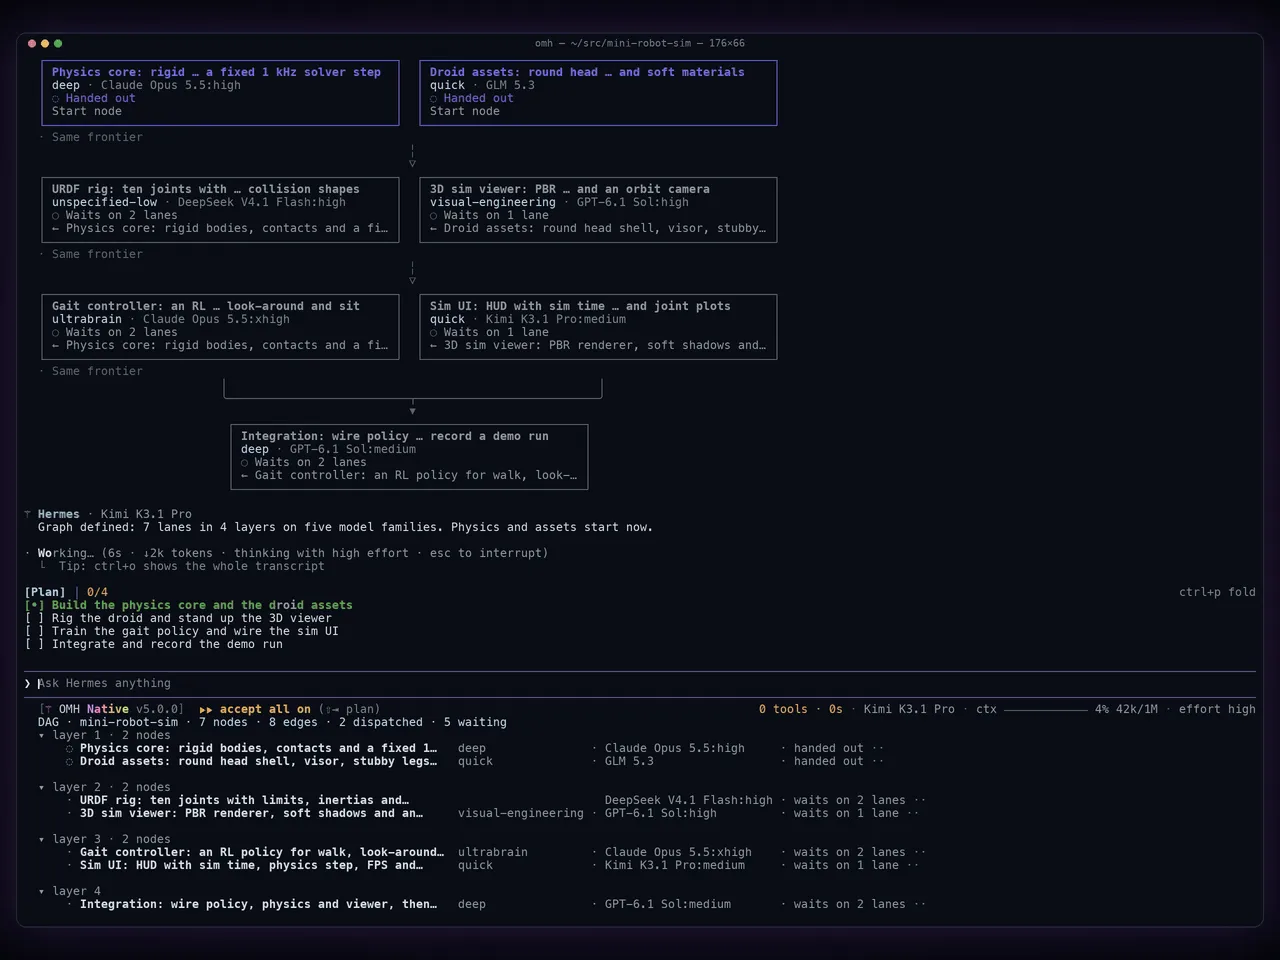 omh — ~/src/mini-robot-sim — 176×66
Physics core: rigid … a fixed 1 kHz solver step
deep · Claude Opus 5.5:high
◌ Handed out
Start node
Droid assets: round head … and soft materials
quick · GLM 5.3
◌ Handed out
Start node
· Same frontier
URDF rig: ten joints with … collision shapes
unspecified-low · DeepSeek V4.1 Flash:high
○ Waits on 2 lanes
← Physics core: rigid bodies, contacts and a fi…
3D sim viewer: PBR … and an orbit camera
visual-engineering · GPT-6.1 Sol:high
○ Waits on 1 lane
← Droid assets: round head shell, visor, stubby…
· Same frontier
Gait controller: an RL … look-around and sit
ultrabrain · Claude Opus 5.5:xhigh
○ Waits on 2 lanes
← Physics core: rigid bodies, contacts and a fi…
Sim UI: HUD with sim time … and joint plots
quick · Kimi K3.1 Pro:medium
○ Waits on 1 lane
← 3D sim viewer: PBR renderer, soft shadows and…
· Same frontier
Integration: wire policy … record a demo run
deep · GPT-6.1 Sol:medium
○ Waits on 2 lanes
← Gait controller: an RL policy for walk, look-…
Hermes · Kimi K3.1 Pro
Graph defined: 7 lanes in 4 layers on five model families. Physics and assets start now.
· Working… (6s · ↓2k tokens · thinking with high effort · esc to interrupt)
└ Tip: ctrl+o shows the whole transcript
[Plan] | 0/4 ctrl+p fold
[•] Build the physics core and the droid assets
[ ] Rig the droid and stand up the 3D viewer
[ ] Train the gait policy and wire the sim UI
[ ] Integrate and record the demo run
❯ Ask Hermes anything
[⚚ OMH Native v5.0.0] ▸▸ accept all on (⇧⇥ plan) 0 tools · 0s · Kimi K3.1 Pro · ctx 4% 42k/1M · effort high
DAG · mini-robot-sim · 7 nodes · 8 edges · 2 dispatched · 5 waiting
▾ layer 1 · 2 nodes
◌ Physics core: rigid bodies, contacts and a fixed 1… deep · Claude Opus 5.5:high · handed out ··
◌ Droid assets: round head shell, visor, stubby legs… quick · GLM 5.3 · handed out ··
▾ layer 2 · 2 nodes
· URDF rig: ten joints with limits, inertias and… DeepSeek V4.1 Flash:high · waits on 2 lanes ··
· 3D sim viewer: PBR renderer, soft shadows and an… visual-engineering · GPT-6.1 Sol:high · waits on 1 lane ··
▾ layer 3 · 2 nodes
· Gait controller: an RL policy for walk, look-around… ultrabrain · Claude Opus 5.5:xhigh · waits on 2 lanes ··
· Sim UI: HUD with sim time, physics step, FPS and… quick · Kimi K3.1 Pro:medium · waits on 1 lane ··
▾ layer 4
· Integration: wire policy, physics and viewer, then… deep · GPT-6.1 Sol:medium · waits on 2 lanes ··